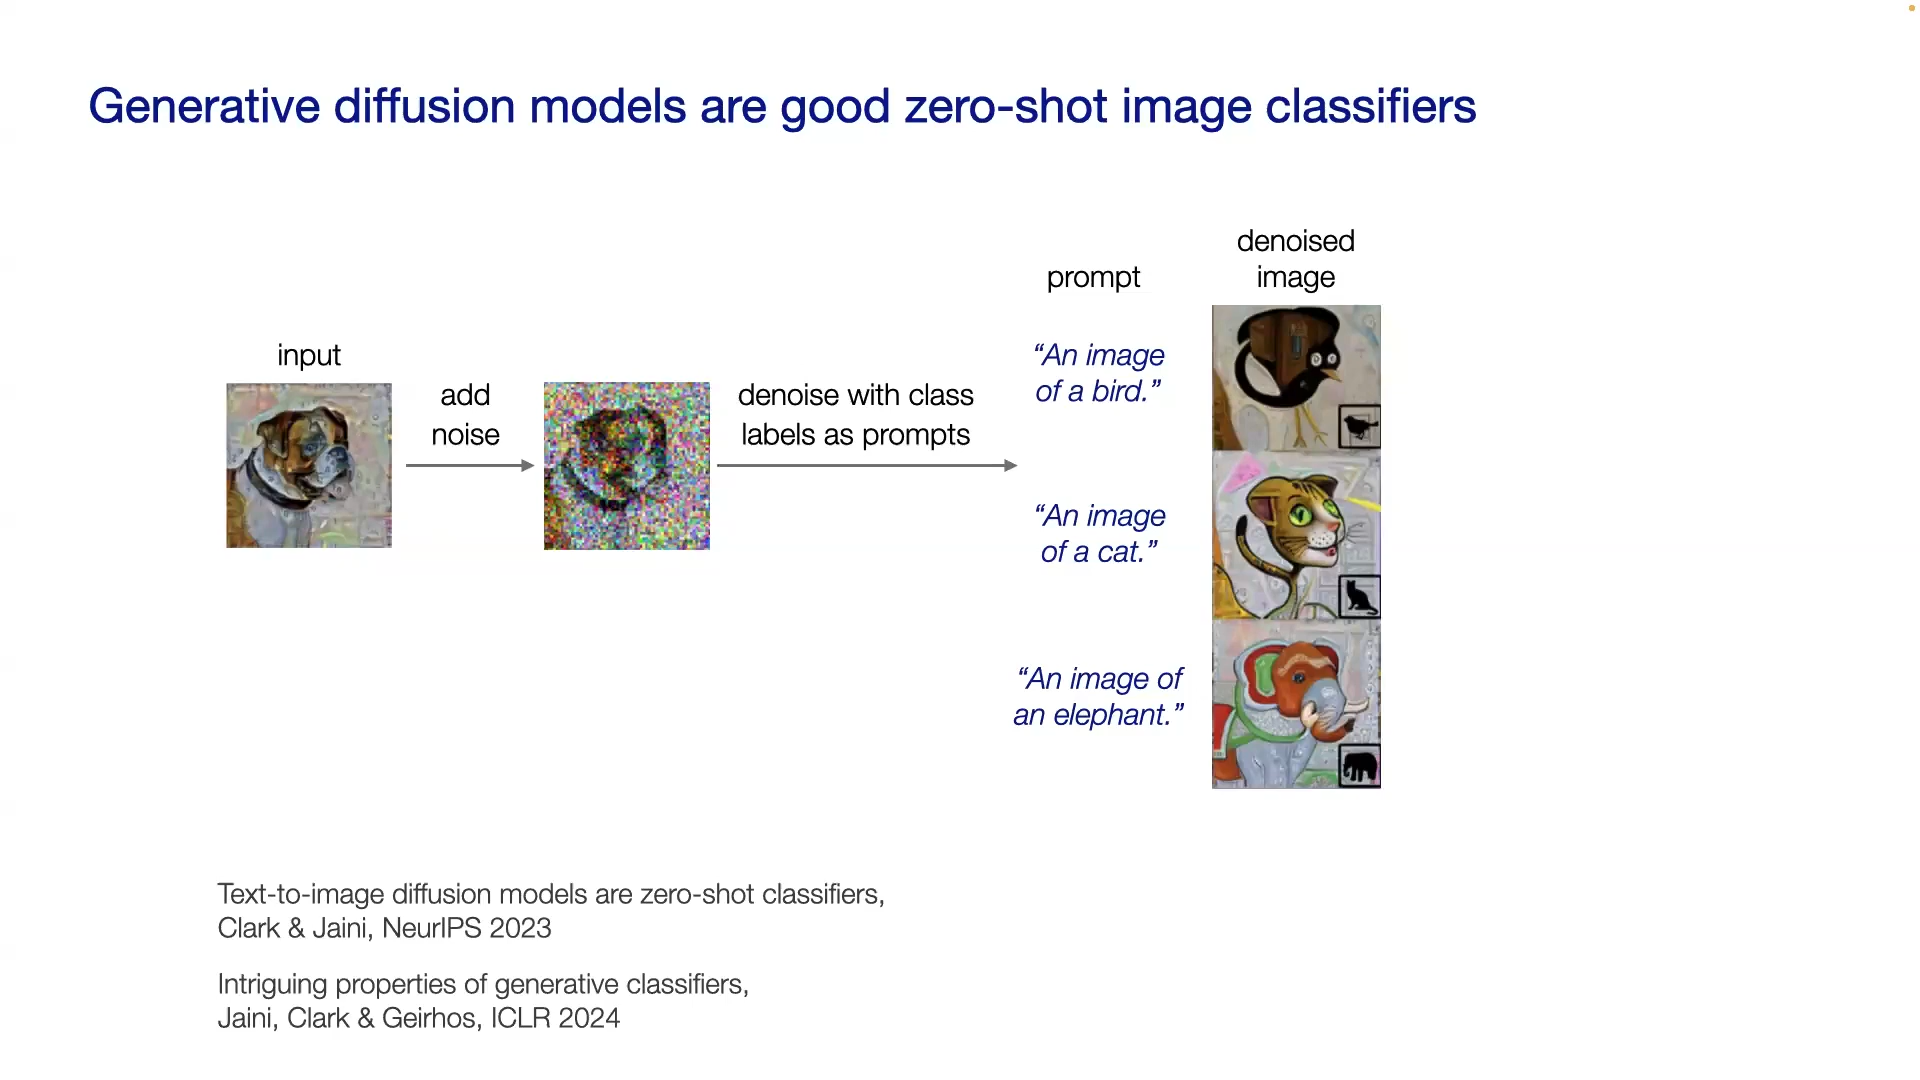 Generative diffusion models are good zero-shot image classifiers
input
add
noise
denoise with class
labels as prompts
prompt
denoised
image
“An image
of a bird.”
“An image
of a cat.”
“An image of
an elephant.”
Text-to-image diffusion models are zero-shot classifiers,
Clark & Jaini, NeurIPS 2023
Intriguing properties of generative classifiers,
Jaini, Clark & Geirhos, ICLR 2024